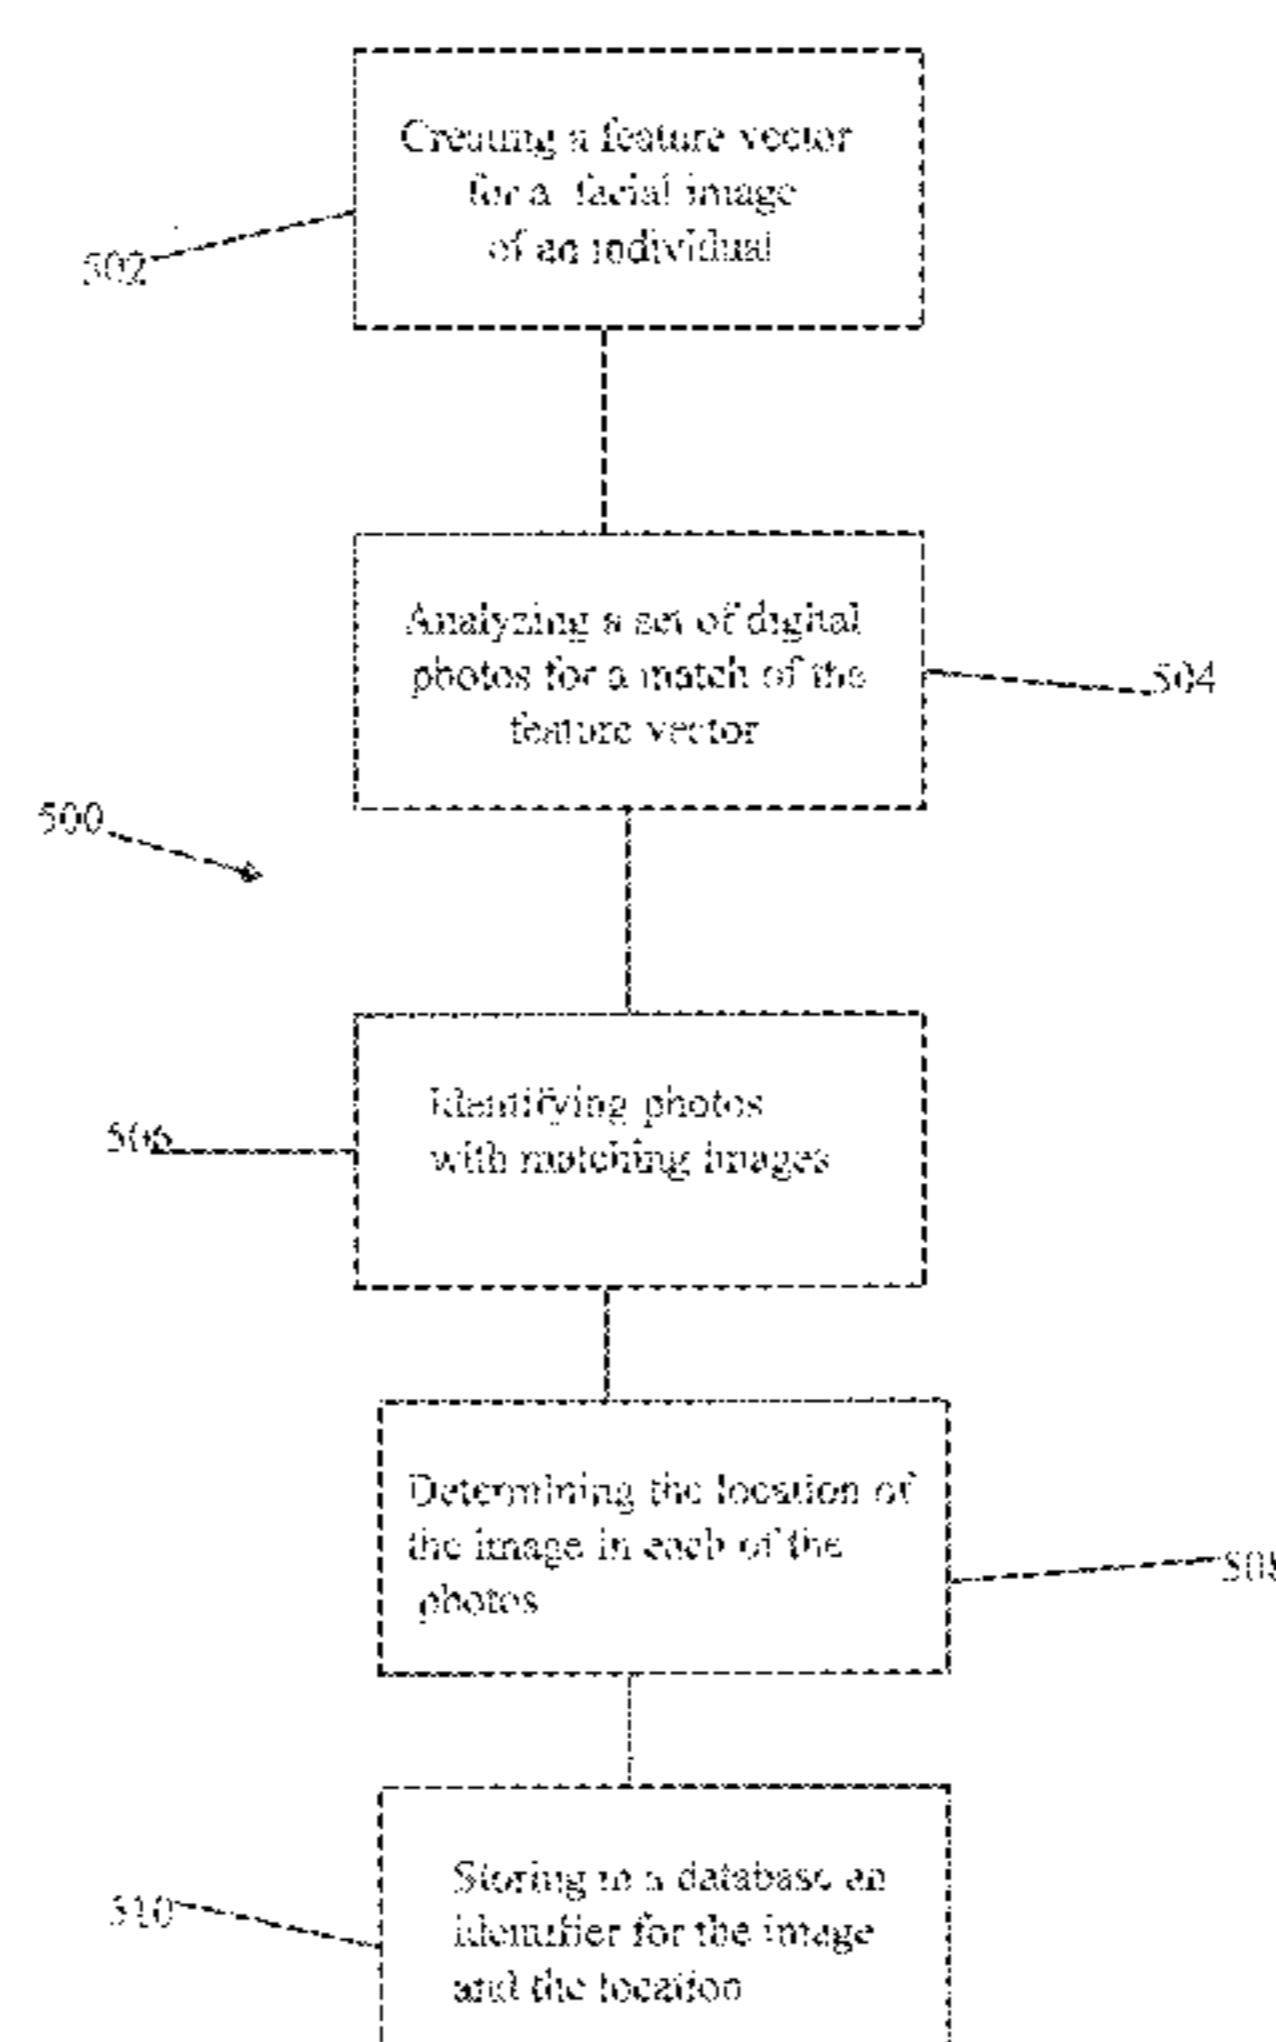 Creating a feature vector
for a facial image
of an individual
502
Analyzing a set of digital
photos for a match of the
feature vector
504
500
Identifying photos
with matching images
506
Determining the location of
the image in each of the
photos
508
Storing in a database an
identifier for the image
and the location
510